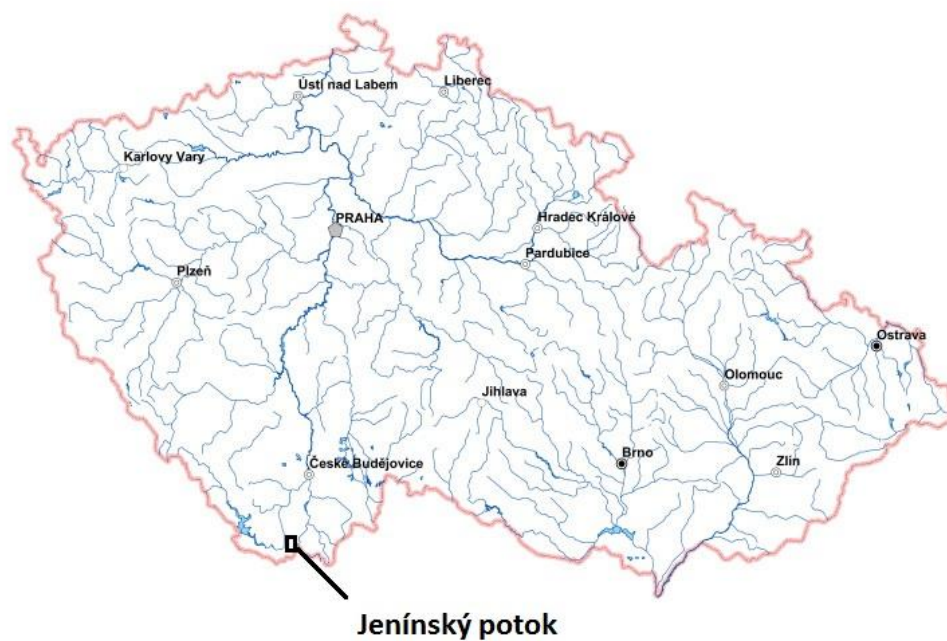 Ústí nad Labem
Liberec
Karlovy Vary
PRAHA
Hradec Králové
Pardubice
Plzeň
Ostrava
Olomouc
Jihlava
Brno
Zlín
České Budějovice
Jenínský potok